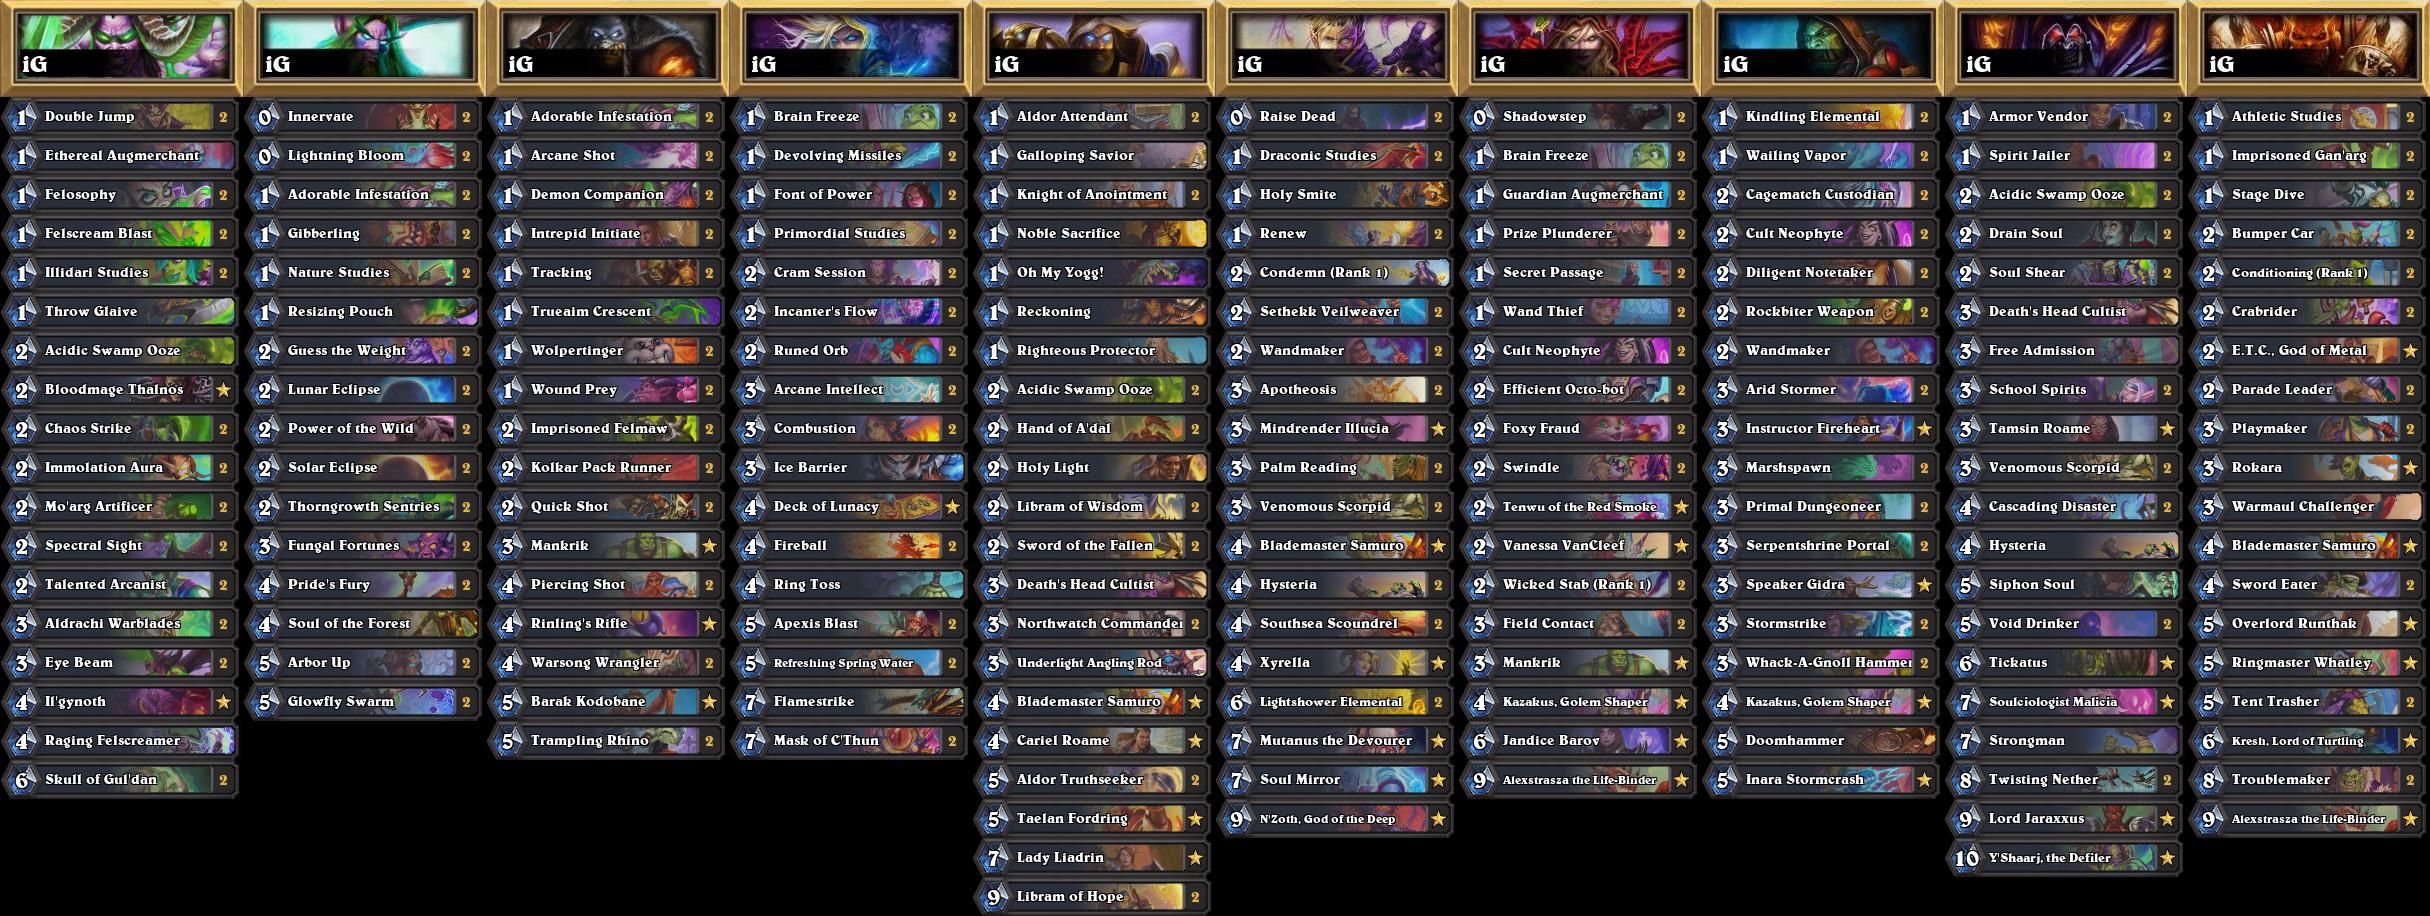 iG
1 Double Jump 2
1 Ethereal Augmerchant
1 Felosophy 2
1 Felscream Blast 2
1 Illidari Studies 2
1 Throw Glaive
2 Acidic Swamp Ooze
2 Bloodmage Thalnos
2 Chaos Strike 2
2 Immolation Aura 2
2 Mo'arg Artificer 2
2 Spectral Sight 2
2 Talented Arcanist 2
3 Aldrachi Warblades 2
3 Eye Beam 2
4 Il'gynoth
4 Raging Felscreamer
6 Skull of Gul'dan 2
iG
0 Innervate 2
0 Lightning Bloom 2
1 Adorable Infestation 2
1 Gibberling 2
1 Nature Studies 2
1 Resizing Pouch
2 Guess the Weight 2
2 Lunar Eclipse 2
2 Power of the Wild 2
2 Solar Eclipse 2
2 Thorngrowth Sentries 2
3 Fungal Fortunes 2
4 Pride's Fury 2
4 Soul of the Forest
5 Arbor Up 2
5 Glowfly Swarm 2
iG
1 Adorable Infestation 2
1 Arcane Shot 2
1 Demon Companion 2
1 Intrepid Initiate 2
1 Tracking 2
1 Trueaim Crescent
1 Wolpertinger 2
1 Wound Prey 2
2 Imprisoned Felmaw 2
2 Kolkar Pack Runner 2
2 Quick Shot 2
3 Mankrik
4 Piercing Shot 2
4 Rinling's Rifle
4 Warsong Wrangler 2
5 Barak Kodobane
5 Trampling Rhino 2
iG
1 Brain Freeze 2
1 Devolving Missiles 2
1 Font of Power 2
1 Primordial Studies 2
2 Cram Session 2
2 Incanter's Flow 2
2 Runed Orb 2
3 Arcane Intellect 2
3 Combustion 2
3 Ice Barrier
4 Deck of Lunacy
4 Fireball 2
4 Ring Toss
5 Apexis Blast 2
5 Refreshing Spring Water 2
7 Flamestrike
7 Mask of C'Thun 2
iG
1 Aldor Attendant 2
1 Galloping Savior
1 Knight of Anointment 2
1 Noble Sacrifice
1 Oh My Yogg!
1 Reckoning
1 Righteous Protector
2 Acidic Swamp Ooze 2
2 Hand of A'dal 2
2 Holy Light
2 Libram of Wisdom 2
2 Sword of the Fallen 2
3 Death's Head Cultist
3 Northwatch Commander 2
3 Underlight Angling Rod
4 Blademaster Samuro
4 Cariel Roame
5 Aldor Truthseeker 2
5 Taelan Fordring
7 Lady Liadrin
9 Libram of Hope 2
iG
0 Raise Dead 2
1 Draconic Studies 2
1 Holy Smite
1 Renew 2
2 Condemn (Rank 1)
2 Sethekk Veilweaver 2
2 Wandmaker 2
3 Apotheosis 2
3 Mindrender Illucia
3 Palm Reading 2
3 Venomous Scorpid 2
4 Blademaster Samuro
4 Hysteria 2
4 Southsea Scoundrel 2
4 Xyrella
6 Lightshower Elemental 2
7 Mutanus the Devourer
7 Soul Mirror
9 N'Zoth, God of the Deep
iG
0 Shadowstep 2
1 Brain Freeze 2
1 Guardian Augmerchant 2
1 Prize Plunderer 2
1 Secret Passage 2
1 Wand Thief 2
2 Cult Neophyte 2
2 Efficient Octo-bot 2
2 Foxy Fraud 2
2 Swindle 2
2 Tenwu of the Red Smoke
2 Vanessa VanCleef
2 Wicked Stab (Rank 1) 2
3 Field Contact 2
3 Mankrik
4 Kazakus, Golem Shaper
6 Jandice Barov
9 Alexstrasza the Life-Binder
iG
1 Kindling Elemental 2
1 Wailing Vapor 2
2 Cagematch Custodian 2
2 Cult Neophyte 2
2 Diligent Notetaker 2
2 Rockbiter Weapon 2
2 Wandmaker 2
3 Arid Stormer 2
3 Instructor Fireheart
3 Marshspawn 2
3 Primal Dungeoneer 2
3 Serpentshrine Portal 2
3 Speaker Gidra
3 Stormstrike 2
3 Whack-A-Gnoll Hammer 2
4 Kazakus, Golem Shaper
5 Doomhammer
5 Inara Stormcrash
iG
1 Armor Vendor 2
1 Spirit Jailer 2
2 Acidic Swamp Ooze 2
2 Drain Soul 2
2 Soul Shear 2
3 Death's Head Cultist
3 Free Admission 2
3 School Spirits 2
3 Tamsin Roame
3 Venomous Scorpid 2
4 Cascading Disaster 2
4 Hysteria
5 Siphon Soul
5 Void Drinker 2
6 Tickatus
7 Soulciologist Malicia
7 Strongman
8 Twisting Nether 2
9 Lord Jaraxxus
10 Y'Shaarj, the Defiler
iG
1 Athletic Studies 2
1 Imprisoned Gan'arg 2
1 Stage Dive 2
2 Bumper Car 2
2 Conditioning (Rank 1) 2
2 Crabrider 2
2 E.T.C., God of Metal
2 Parade Leader 2
3 Playmaker 2
3 Rokara
3 Warmaul Challenger
4 Blademaster Samuro
4 Sword Eater 2
5 Overlord Runthak
5 Ringmaster Whatley
5 Tent Trasher 2
6 Kresh, Lord of Turtling
8 Troublemaker 2
9 Alexstrasza the Life-Binder